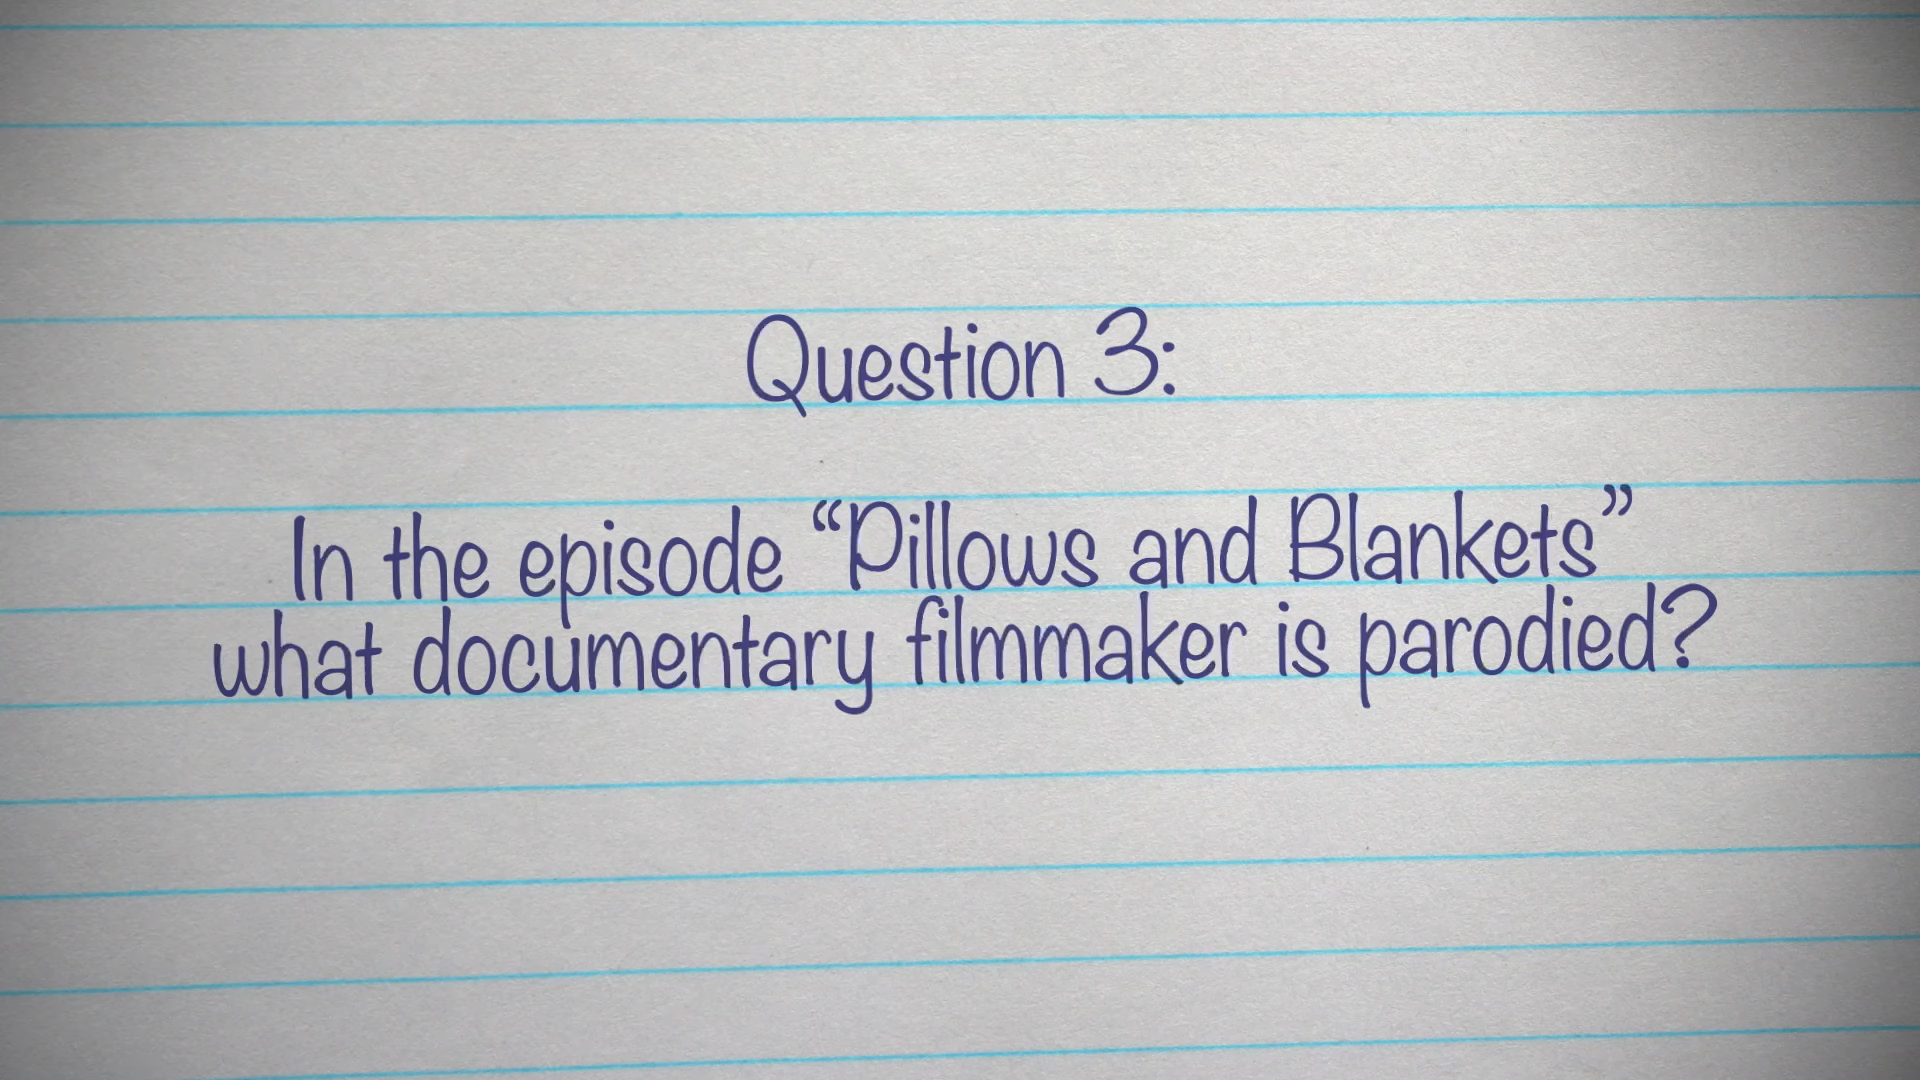 Question 3:
In the episode “Pillows and Blankets”
what documentary filmmaker is parodied?